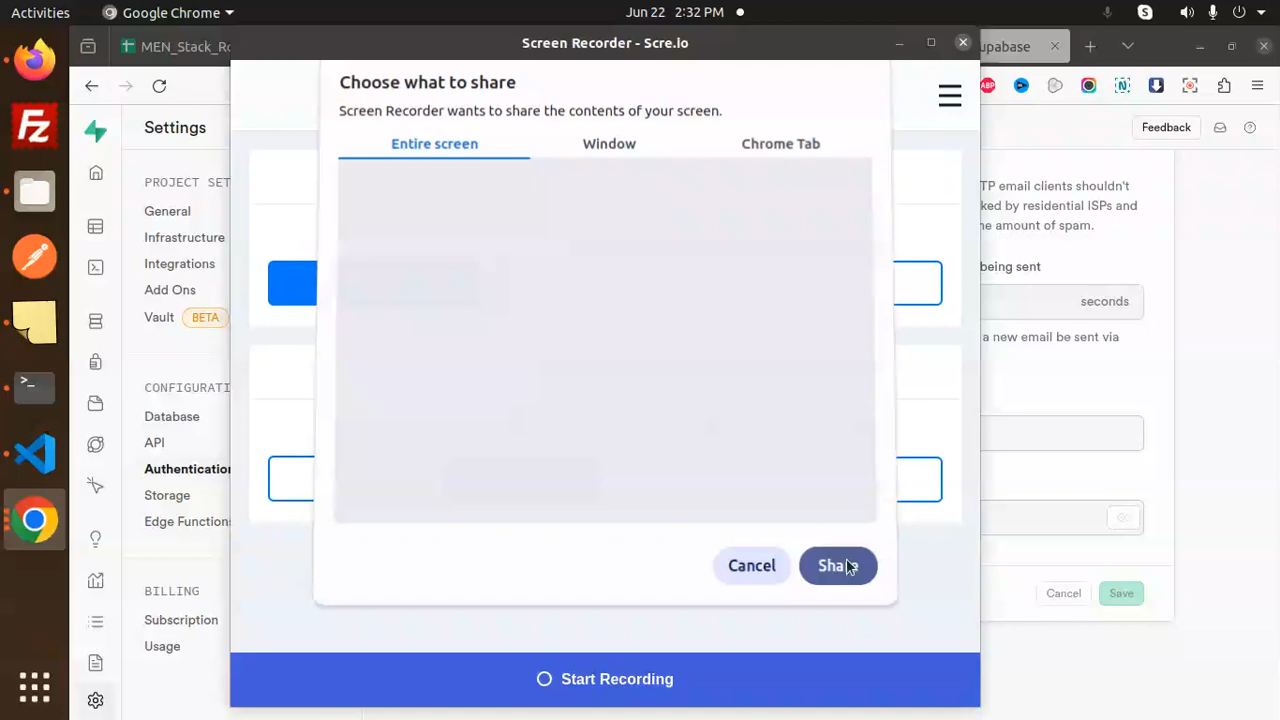 Activities
Google Chrome
Jun 22 2:32 PM
Screen Recorder - Scre.io
MEN_Stack_Ro
upabase
Choose what to share
Screen Recorder wants to share the contents of your screen.
Entire screen
Window
Chrome Tab
Cancel
Share
Start Recording
Settings
PROJECT SET
General
Infrastructure
Integrations
Add Ons
Vault BETA
CONFIGURATI
Database
API
Authentication
Storage
Edge Functions
BILLING
Subscription
Usage
ABP
Feedback
TP email clients shouldn't
ked by residential ISPs and
ne amount of spam.
being sent
seconds
a new email be sent via
Cancel
Save